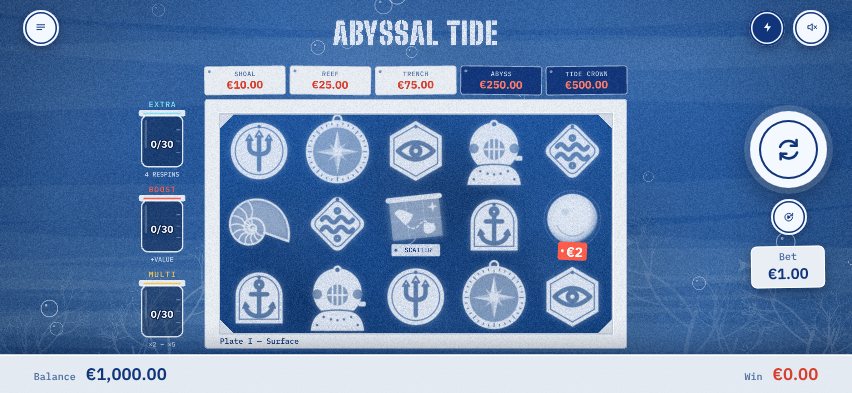 ABYSSAL TIDE
SHOAL
€10.00
REEF
€25.00
TRENCH
€75.00
ABYSS
€250.00
TIDE CROWN
€500.00
EXTRA
0/30
4 RESPINS
BOOST
0/30
+VALUE
MULTI
0/30
×2 – ×5
SCATTER
€2
Plate I — Surface
Bet
€1.00
Balance €1,000.00
Win €0.00